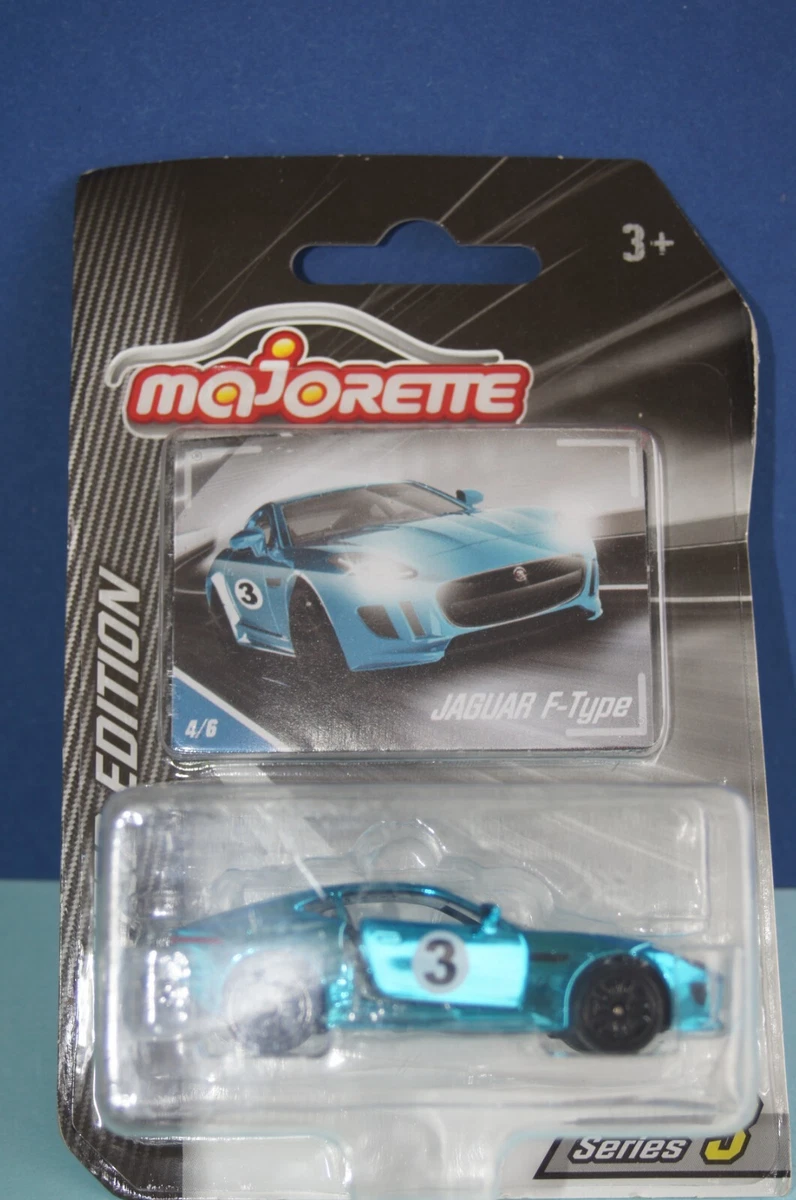 3+
majorette
3
JAGUAR F-Type
4/6
EDITION
3
Series 3